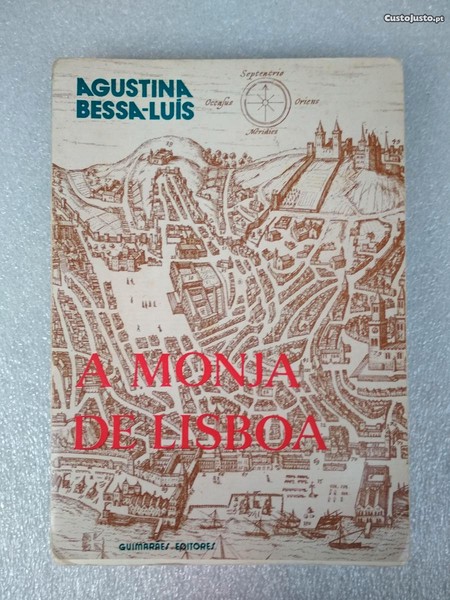 CustoJusto.pt
AGUSTINA
BESSA-LUÍS
Septentrio
Occasus
Oriens
Meridies
A MONJA
DE LISBOA
GUIMARÃES EDITORES